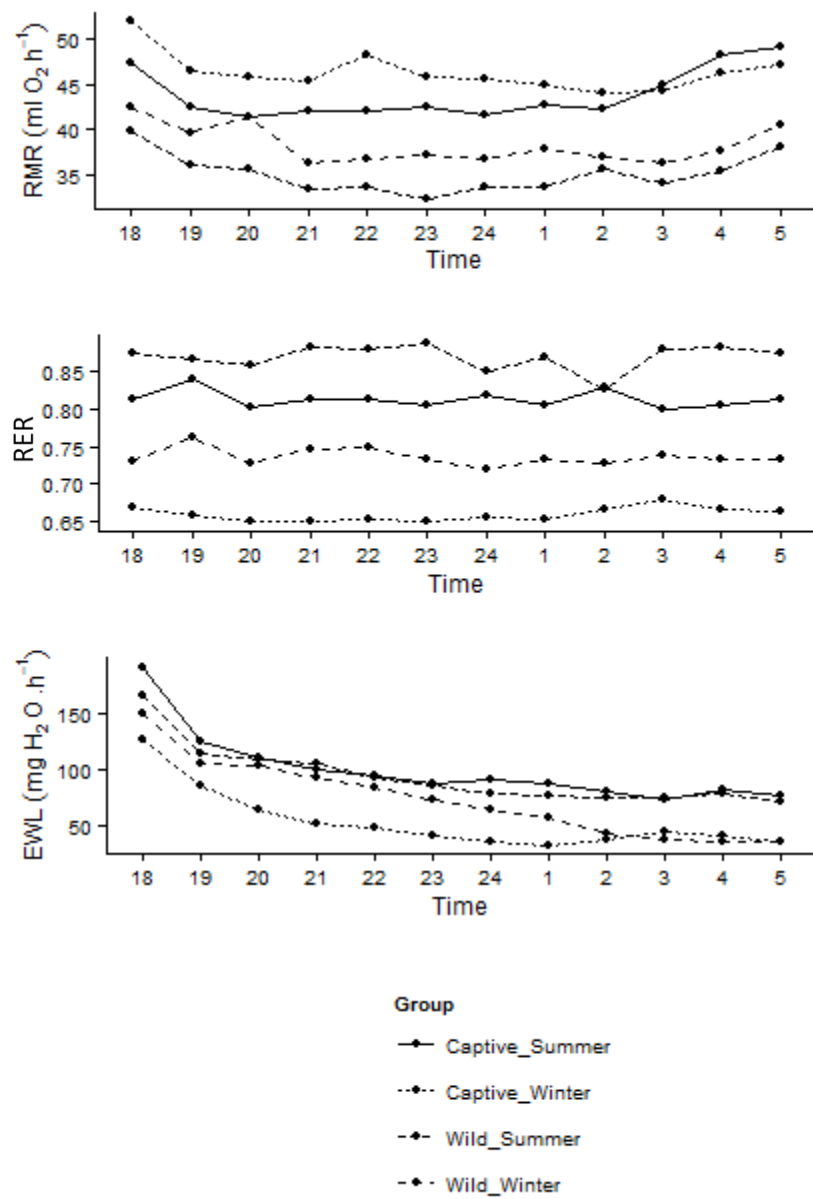 RMR (ml O₂ h⁻¹)
50
45
40
35
18 19 20 21 22 23 24 1 2 3 4 5
Time
RER
0.85
0.80
0.75
0.70
0.65
18 19 20 21 22 23 24 1 2 3 4 5
Time
EWL (mg H₂ O .h⁻¹)
150
100
50
18 19 20 21 22 23 24 1 2 3 4 5
Time
Group
Captive_Summer
Captive_Winter
Wild_Summer
Wild_Winter